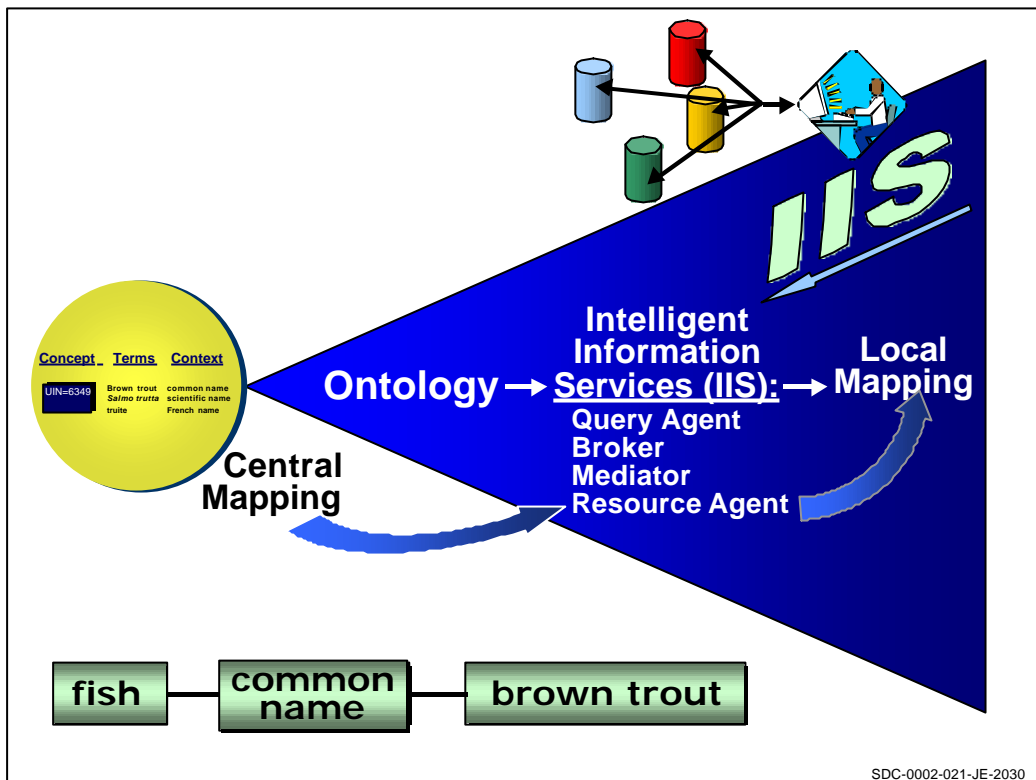 IIS
Concept Terms Context
UIN=6349
Brown trout common name
Salmo trutta scientific name
truite French name
Central
Mapping
Ontology
Intelligent
Information
Services (IIS):
Query Agent
Broker
Mediator
Resource Agent
Local
Mapping
fish
common
name
brown trout
SDC-0002-021-JE-2030